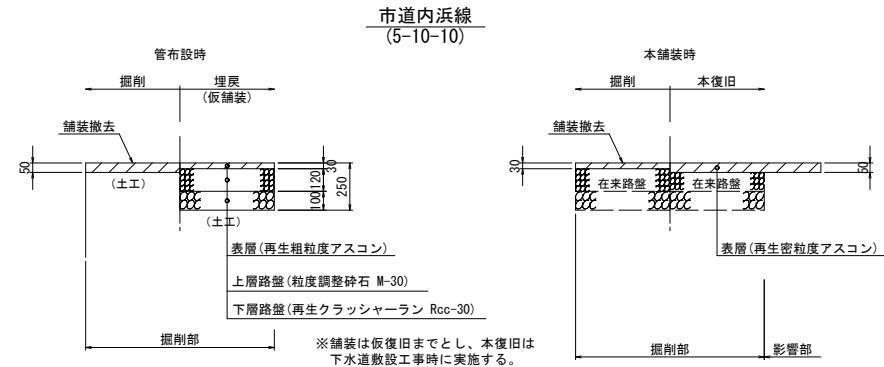 市道内浜線
(5-10-10)
管布設時
掘削
埋戻
(仮舗装)
舗装撤去
50
(土工)
(土工)
30
120
100
250
表層(再生粗粒度アスコン)
上層路盤(粒度調整砕石 M-30)
下層路盤(再生クラッシャーラン Rcc-30)
掘削部
※舗装は仮復旧までとし、本復旧は
下水道敷設工事時に実施する。
本舗装時
掘削
本復旧
舗装撤去
30
在来路盤
在来路盤
50
表層(再生密粒度アスコン)
掘削部
影響部